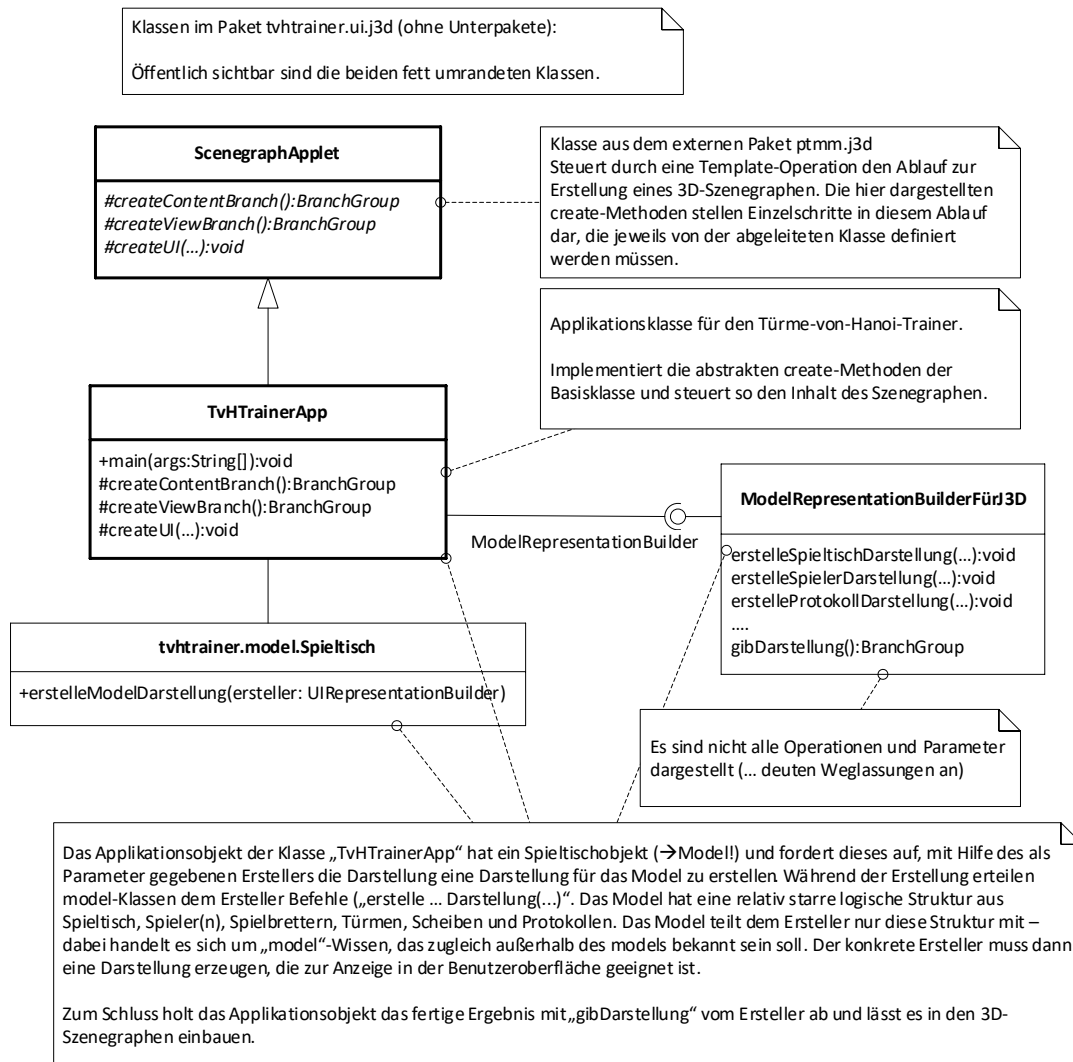 Klassen im Paket tvhtrainer.ui.j3d (ohne Unterpakete):
Öffentlich sichtbar sind die beiden fett umrandeten Klassen.
ScenegraphApplet
#createContentBranch():BranchGroup
#createViewBranch():BranchGroup
#createUI(...):void
Klasse aus dem externen Paket ptmm.j3d
Steuert durch eine Template-Operation den Ablauf zur
Erstellung eines 3D-Szenegraphen. Die hier dargestellten
create-Methoden stellen Einzelschritte in diesem Ablauf
dar, die jeweils von der abgeleiteten Klasse definiert
werden müssen.
Applikationsklasse für den Türme-von-Hanoi-Trainer.
Implementiert die abstrakten create-Methoden der
Basisklasse und steuert so den Inhalt des Szenegraphen.
TvHTrainerApp
+main(args:String[]):void
#createContentBranch():BranchGroup
#createViewBranch():BranchGroup
#createUI(...):void
ModelRepresentationBuilder
ModelRepresentationBuilderFürJ3D
erstelleSpieltischDarstellung(...):void
erstelleSpielerDarstellung(...):void
erstelleProtokollDarstellung(...):void
....
gibDarstellung():BranchGroup
tvhtrainer.model.Spieltisch
+erstelleModelDarstellung(ersteller: UIRepresentationBuilder)
Es sind nicht alle Operationen und Parameter
dargestellt (... deuten Weglassungen an)
Das Applikationsobjekt der Klasse „TvHTrainerApp“ hat ein Spieltischobjekt (→Model!) und fordert dieses auf, mit Hilfe des als
Parameter gegebenen Erstellers die Darstellung eine Darstellung für das Model zu erstellen. Während der Erstellung erteilen
model-Klassen dem Ersteller Befehle („erstelle ... Darstellung(...)“. Das Model hat eine relativ starre logische Struktur aus
Spieltisch, Spieler(n), Spielbrettern, Türmen, Scheiben und Protokollen. Das Model teilt dem Ersteller nur diese Struktur mit –
dabei handelt es sich um „model“-Wissen, das zugleich außerhalb des models bekannt sein soll. Der konkrete Ersteller muss dann
eine Darstellung erzeugen, die zur Anzeige in der Benutzeroberfläche geeignet ist.
Zum Schluss holt das Applikationsobjekt das fertige Ergebnis mit „gibDarstellung“ vom Ersteller ab und lässt es in den 3D-
Szenegraphen einbauen.